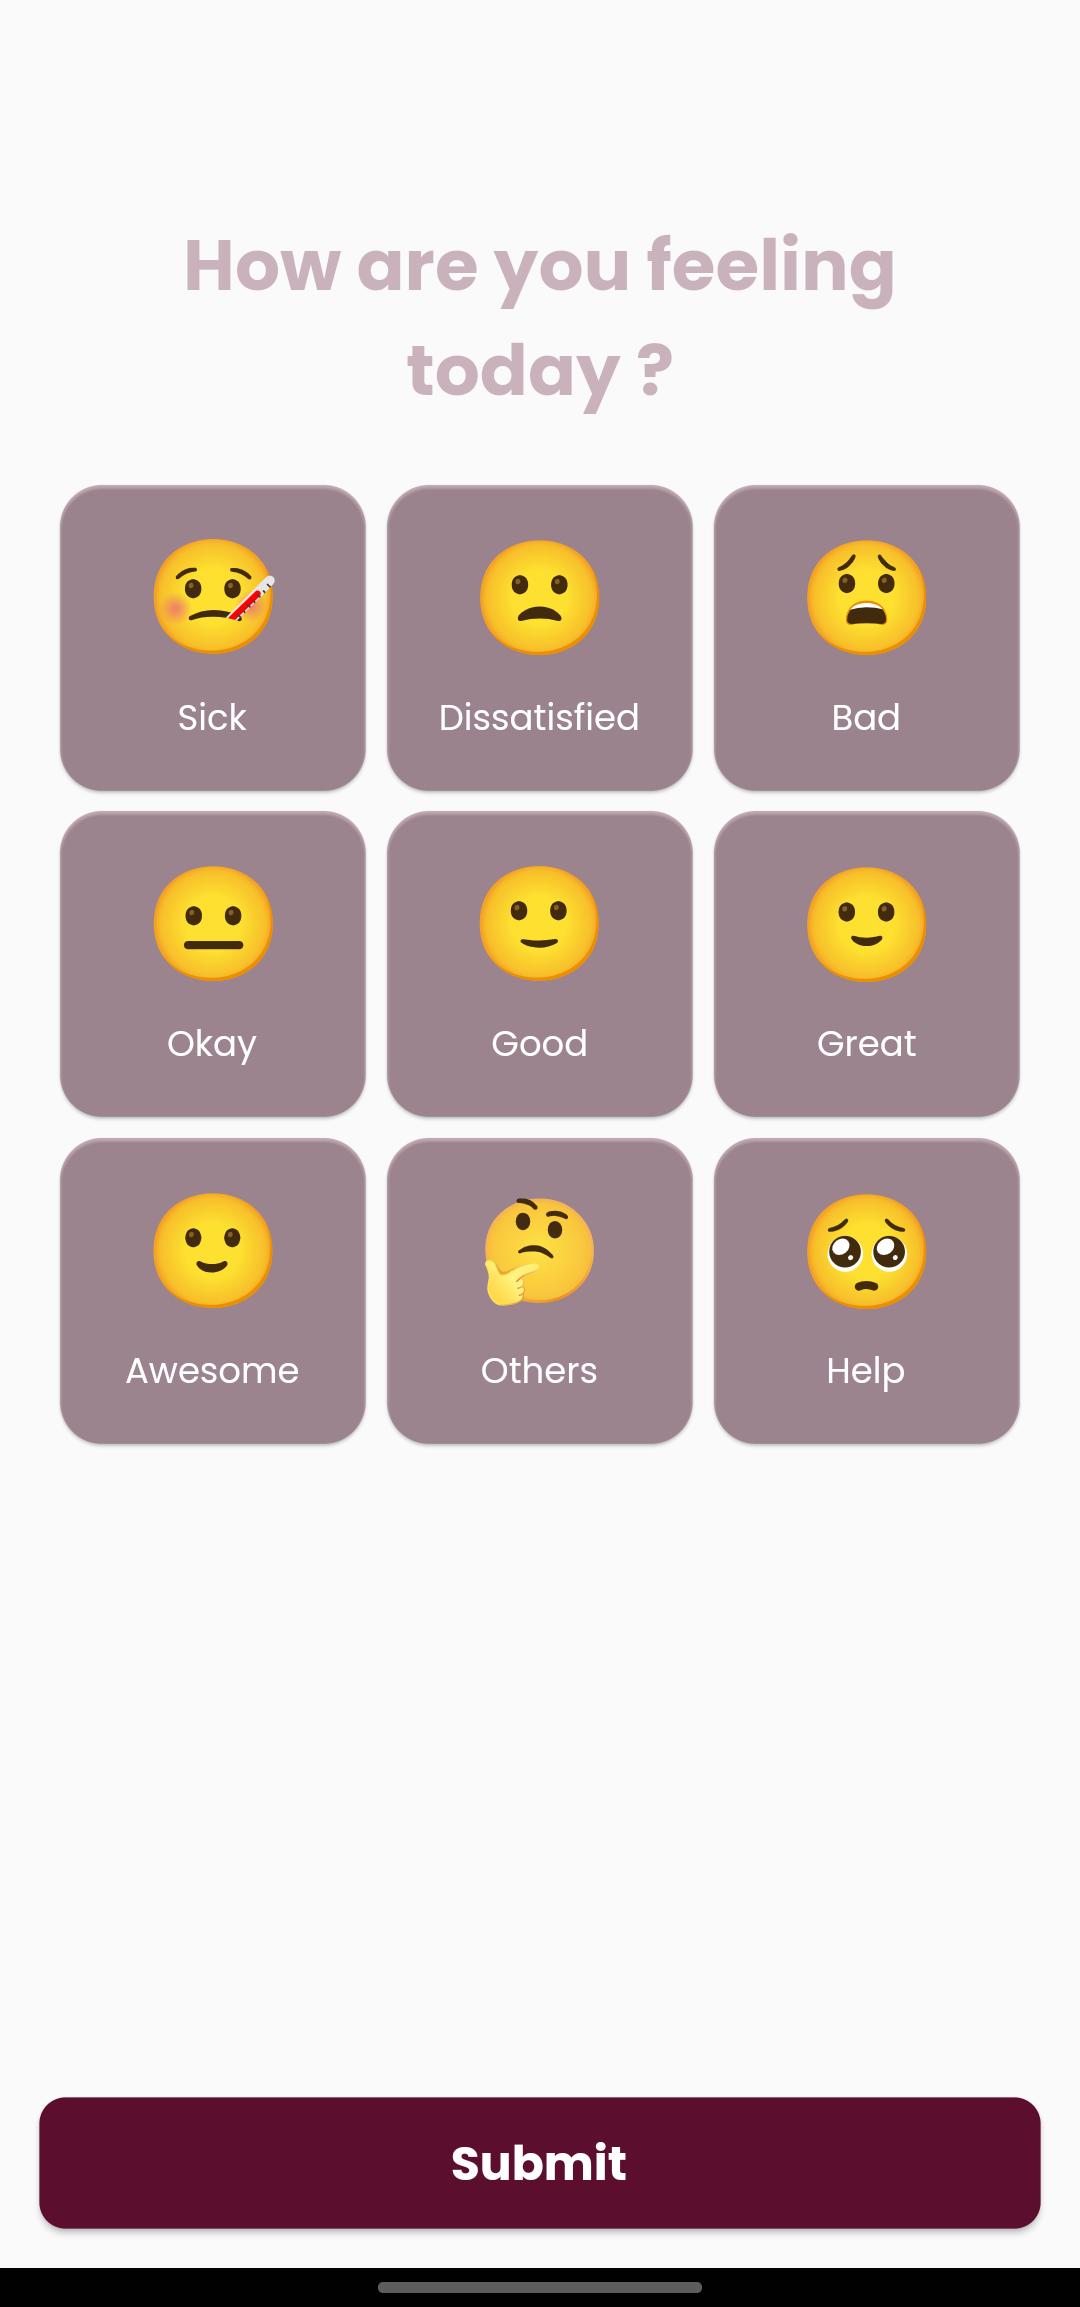 How are you feeling
today ?
Sick
Dissatisfied
Bad
Okay
Good
Great
Awesome
Others
Help
Submit